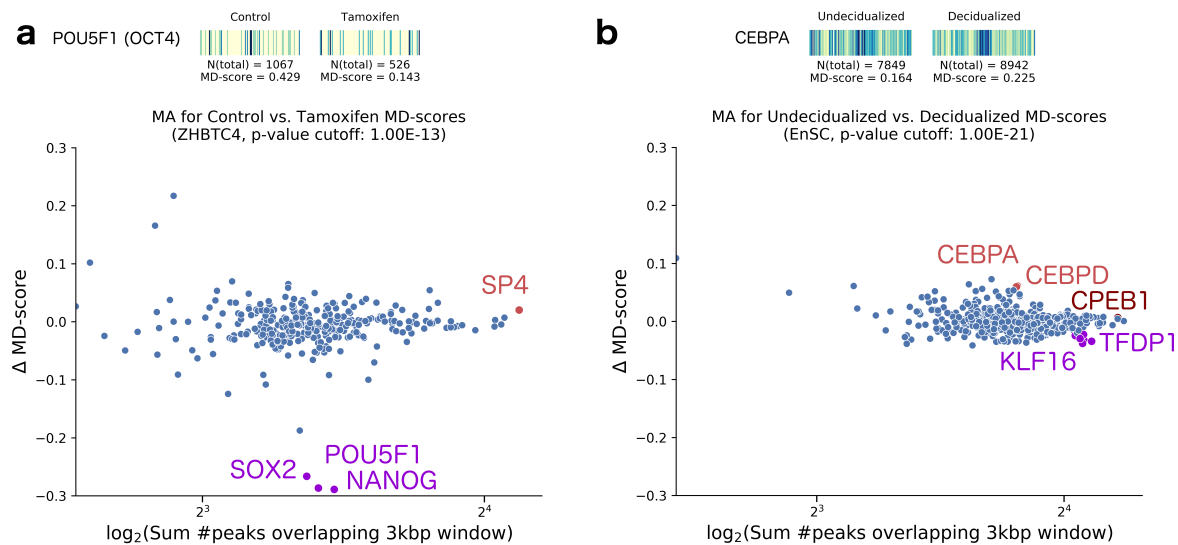 a
POU5F1 (OCT4)
Control
Tamoxifen
N(total) = 1067
MD-score = 0.429
N(total) = 526
MD-score = 0.143
MA for Control vs. Tamoxifen MD-scores
(ZHBTC4, p-value cutoff: 1.00E-13)
Δ MD-score
0.3
0.2
0.1
0.0
−0.1
−0.2
−0.3
SP4
SOX2
POU5F1
NANOG
2³
2⁴
log₂(Sum #peaks overlapping 3kbp window)
b
CEBPA
Undecidualized
Decidualized
N(total) = 7849
MD-score = 0.164
N(total) = 8942
MD-score = 0.225
MA for Undecidualized vs. Decidualized MD-scores
(EnSC, p-value cutoff: 1.00E-21)
Δ MD-score
0.3
0.2
0.1
0.0
−0.1
−0.2
−0.3
CEBPA
CEBPD
CPEB1
TFDP1
KLF16
2³
2⁴
log₂(Sum #peaks overlapping 3kbp window)